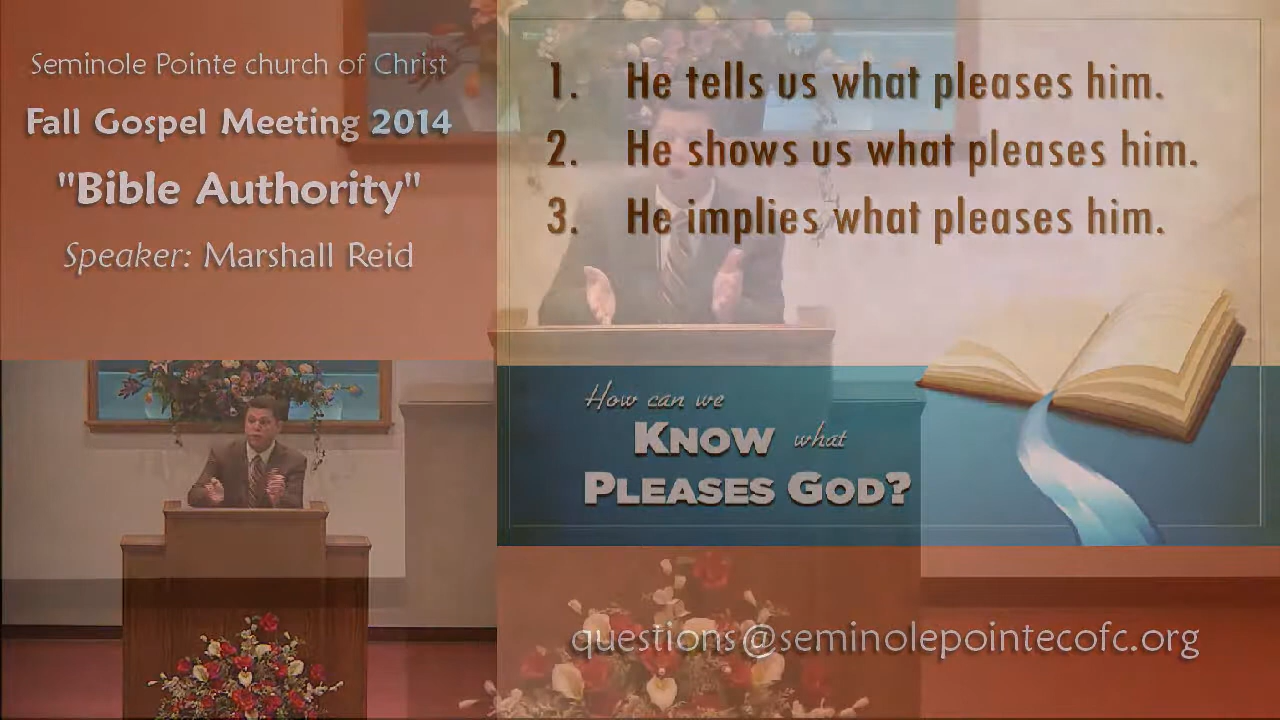 Seminole Pointe church of Christ
Fall Gospel Meeting 2014
"Bible Authority"
Speaker: Marshall Reid
1. He tells us what pleases him.
2. He shows us what pleases him.
3. He implies what pleases him.
How can we
KNOW what
PLEASES GOD?
questions@seminolepointecofc.org